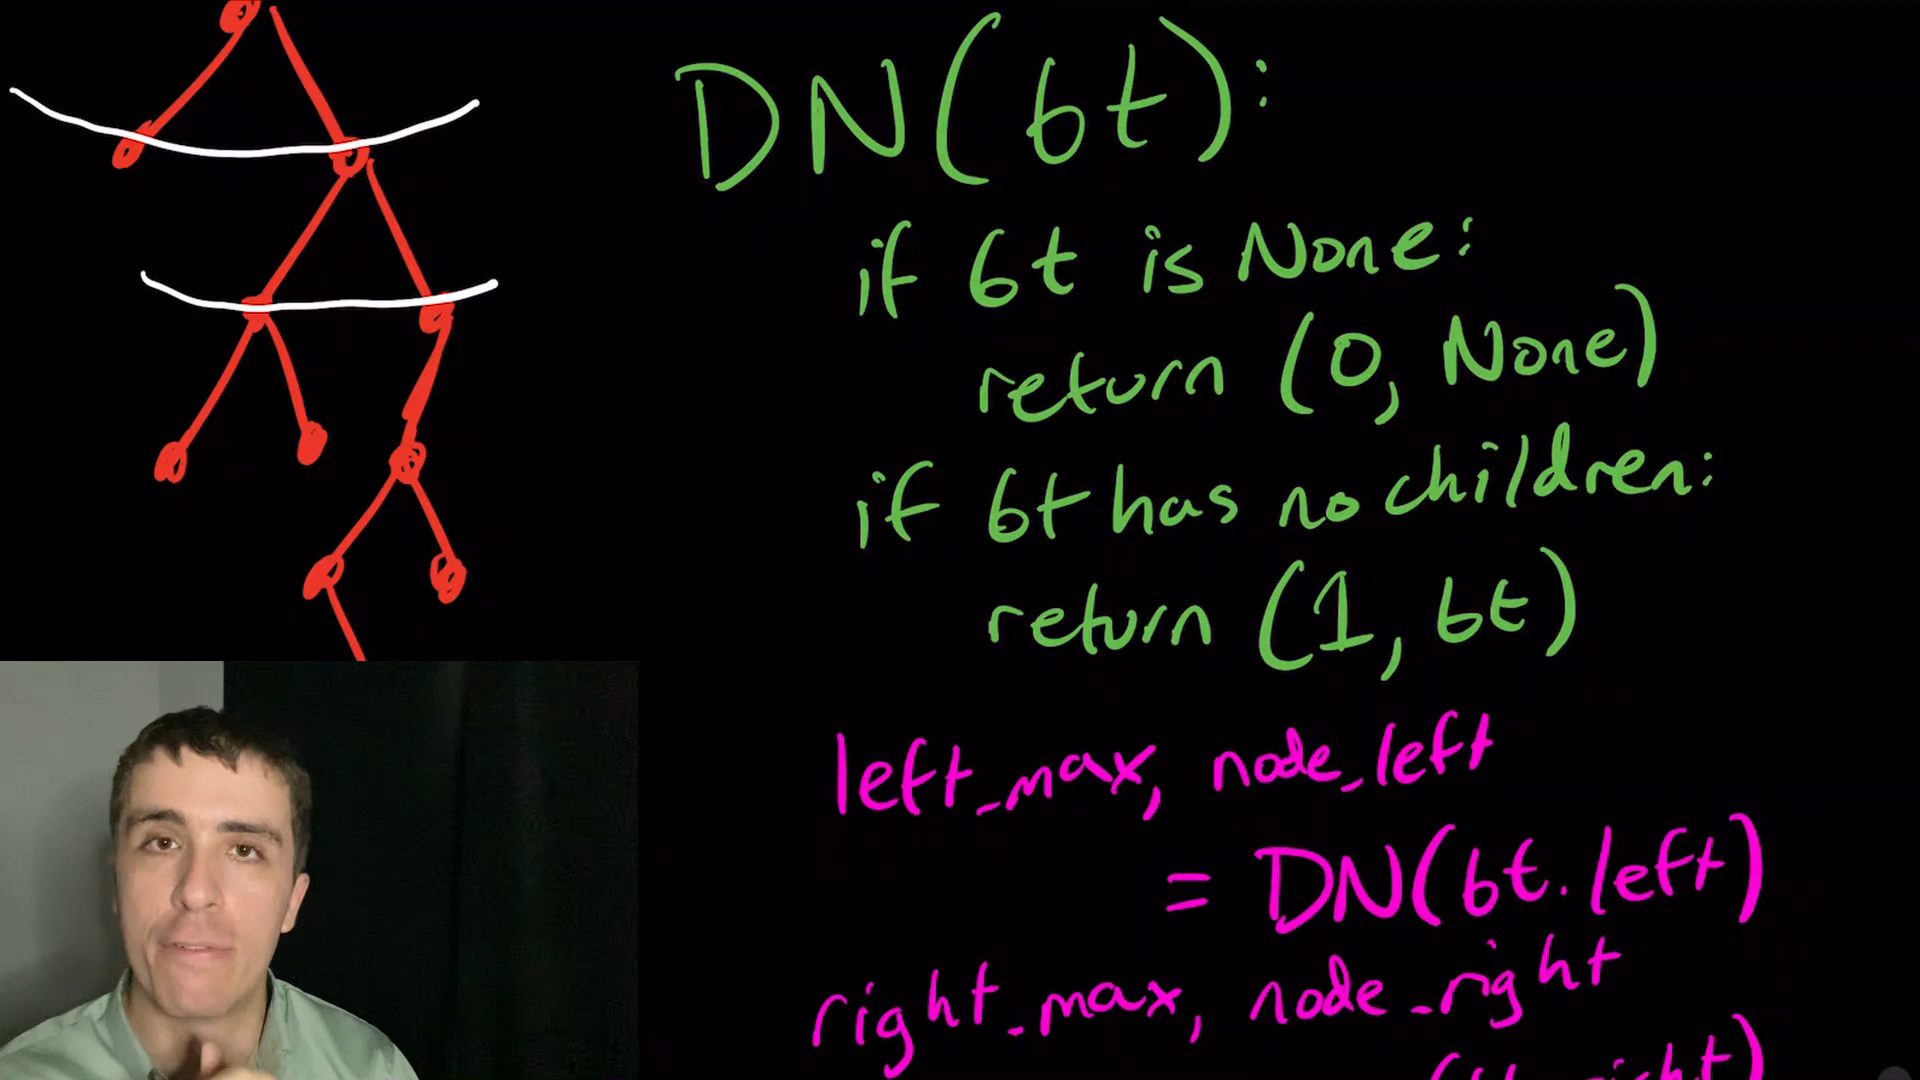 DN(bt):
if bt is None:
return (0, None)
if bt has no children:
return (1, bt)
left_max, node_left
= DN(bt.left)
right_max, node_right